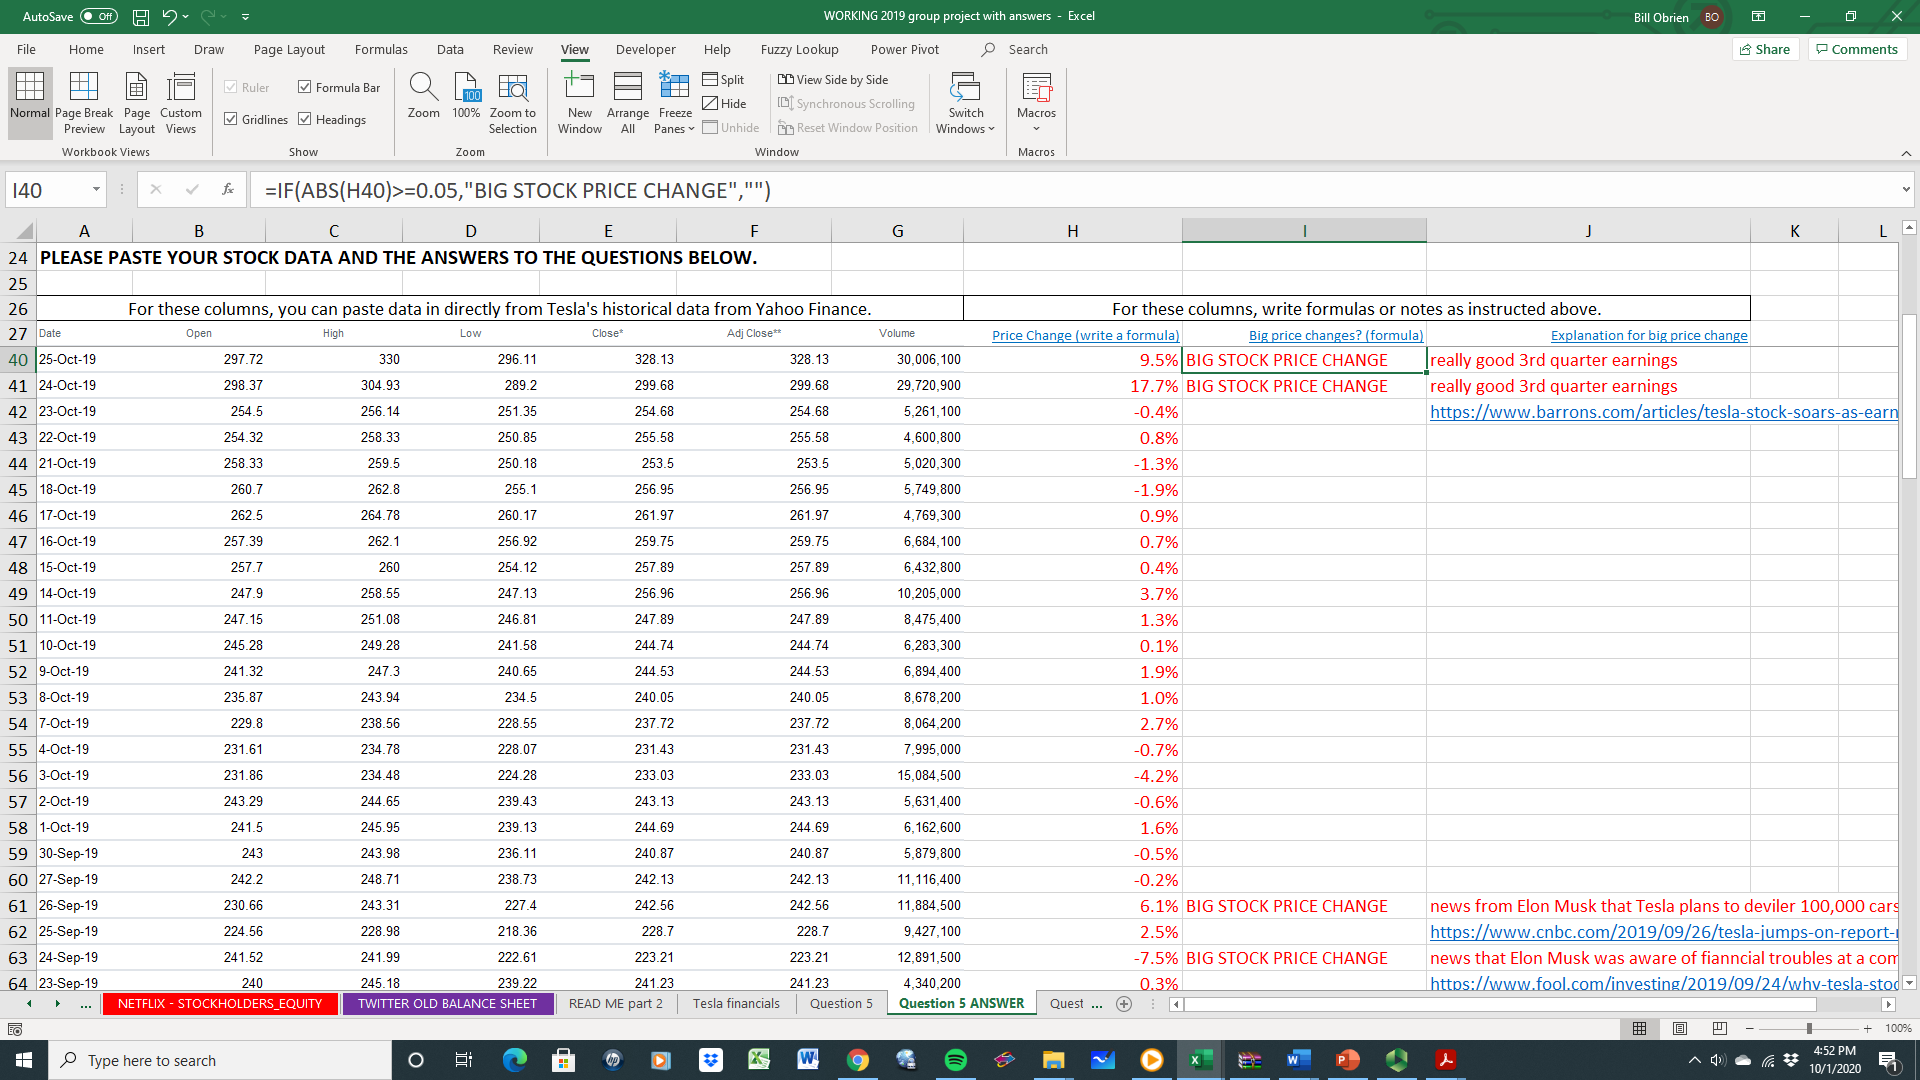 AutoSave Off WORKING 2019 group project with answers - Excel Bill Obrien BO
File Home Insert Draw Page Layout Formulas Data Review View Developer Help Fuzzy Lookup Power Pivot Search Share Comments
Normal Page Break Preview Page Layout Custom Views
Workbook Views
Ruler Formula Bar
Gridlines Headings
Show
Zoom 100% Zoom to Selection
Zoom
New Window Arrange All Freeze Panes
Split
Hide
Unhide
View Side by Side
Synchronous Scrolling
Reset Window Position
Switch Windows
Window
Macros
Macros
I40 fx =IF(ABS(H40)>=0.05,"BIG STOCK PRICE CHANGE","")
A B C D E F G H I J K L
24 PLEASE PASTE YOUR STOCK DATA AND THE ANSWERS TO THE QUESTIONS BELOW.
25
26 For these columns, you can paste data in directly from Tesla's historical data from Yahoo Finance. For these columns, write formulas or notes as instructed above.
27 Date Open High Low Close* Adj Close** Volume Price Change (write a formula) Big price changes? (formula) Explanation for big price change
40 25-Oct-19 297.72 330 296.11 328.13 328.13 30,006,100 9.5% BIG STOCK PRICE CHANGE really good 3rd quarter earnings
41 24-Oct-19 298.37 304.93 289.2 299.68 299.68 29,720,900 17.7% BIG STOCK PRICE CHANGE really good 3rd quarter earnings
42 23-Oct-19 254.5 256.14 251.35 254.68 254.68 5,261,100 -0.4% https://www.barrons.com/articles/tesla-stock-soars-as-earn
43 22-Oct-19 254.32 258.33 250.85 255.58 255.58 4,600,800 0.8%
44 21-Oct-19 258.33 259.5 250.18 253.5 253.5 5,020,300 -1.3%
45 18-Oct-19 260.7 262.8 255.1 256.95 256.95 5,749,800 -1.9%
46 17-Oct-19 262.5 264.78 260.17 261.97 261.97 4,769,300 0.9%
47 16-Oct-19 257.39 262.1 256.92 259.75 259.75 6,684,100 0.7%
48 15-Oct-19 257.7 260 254.12 257.89 257.89 6,432,800 0.4%
49 14-Oct-19 247.9 258.55 247.13 256.96 256.96 10,205,000 3.7%
50 11-Oct-19 247.15 251.08 246.81 247.89 247.89 8,475,400 1.3%
51 10-Oct-19 245.28 249.28 241.58 244.74 244.74 6,283,300 0.1%
52 9-Oct-19 241.32 247.3 240.65 244.53 244.53 6,894,400 1.9%
53 8-Oct-19 235.87 243.94 234.5 240.05 240.05 8,678,200 1.0%
54 7-Oct-19 229.8 238.56 228.55 237.72 237.72 8,064,200 2.7%
55 4-Oct-19 231.61 234.78 228.07 231.43 231.43 7,995,000 -0.7%
56 3-Oct-19 231.86 234.48 224.28 233.03 233.03 15,084,500 -4.2%
57 2-Oct-19 243.29 244.65 239.43 243.13 243.13 5,631,400 -0.6%
58 1-Oct-19 241.5 245.95 239.13 244.69 244.69 6,162,600 1.6%
59 30-Sep-19 243 243.98 236.11 240.87 240.87 5,879,800 -0.5%
60 27-Sep-19 242.2 248.71 238.73 242.13 242.13 11,116,400 -0.2%
61 26-Sep-19 230.66 243.31 227.4 242.56 242.56 11,884,500 6.1% BIG STOCK PRICE CHANGE news from Elon Musk that Tesla plans to deviler 100,000 cars
62 25-Sep-19 224.56 228.98 218.36 228.7 228.7 9,427,100 2.5% https://www.cnbc.com/2019/09/26/tesla-jumps-on-report-
63 24-Sep-19 241.52 241.99 222.61 223.21 223.21 12,891,500 -7.5% BIG STOCK PRICE CHANGE news that Elon Musk was aware of fianncial troubles at a com
64 23-Sep-19 240 245.18 239.22 241.23 241.23 4,340,200 0.3% https://www.fool.com/investing/2019/09/24/why-tesla-stoc
... NETFLIX - STOCKHOLDERS_EQUITY TWITTER OLD BALANCE SHEET READ ME part 2 Tesla financials Question 5 Question 5 ANSWER Quest ...
100%
Type here to search
4:52 PM
10/1/2020
1